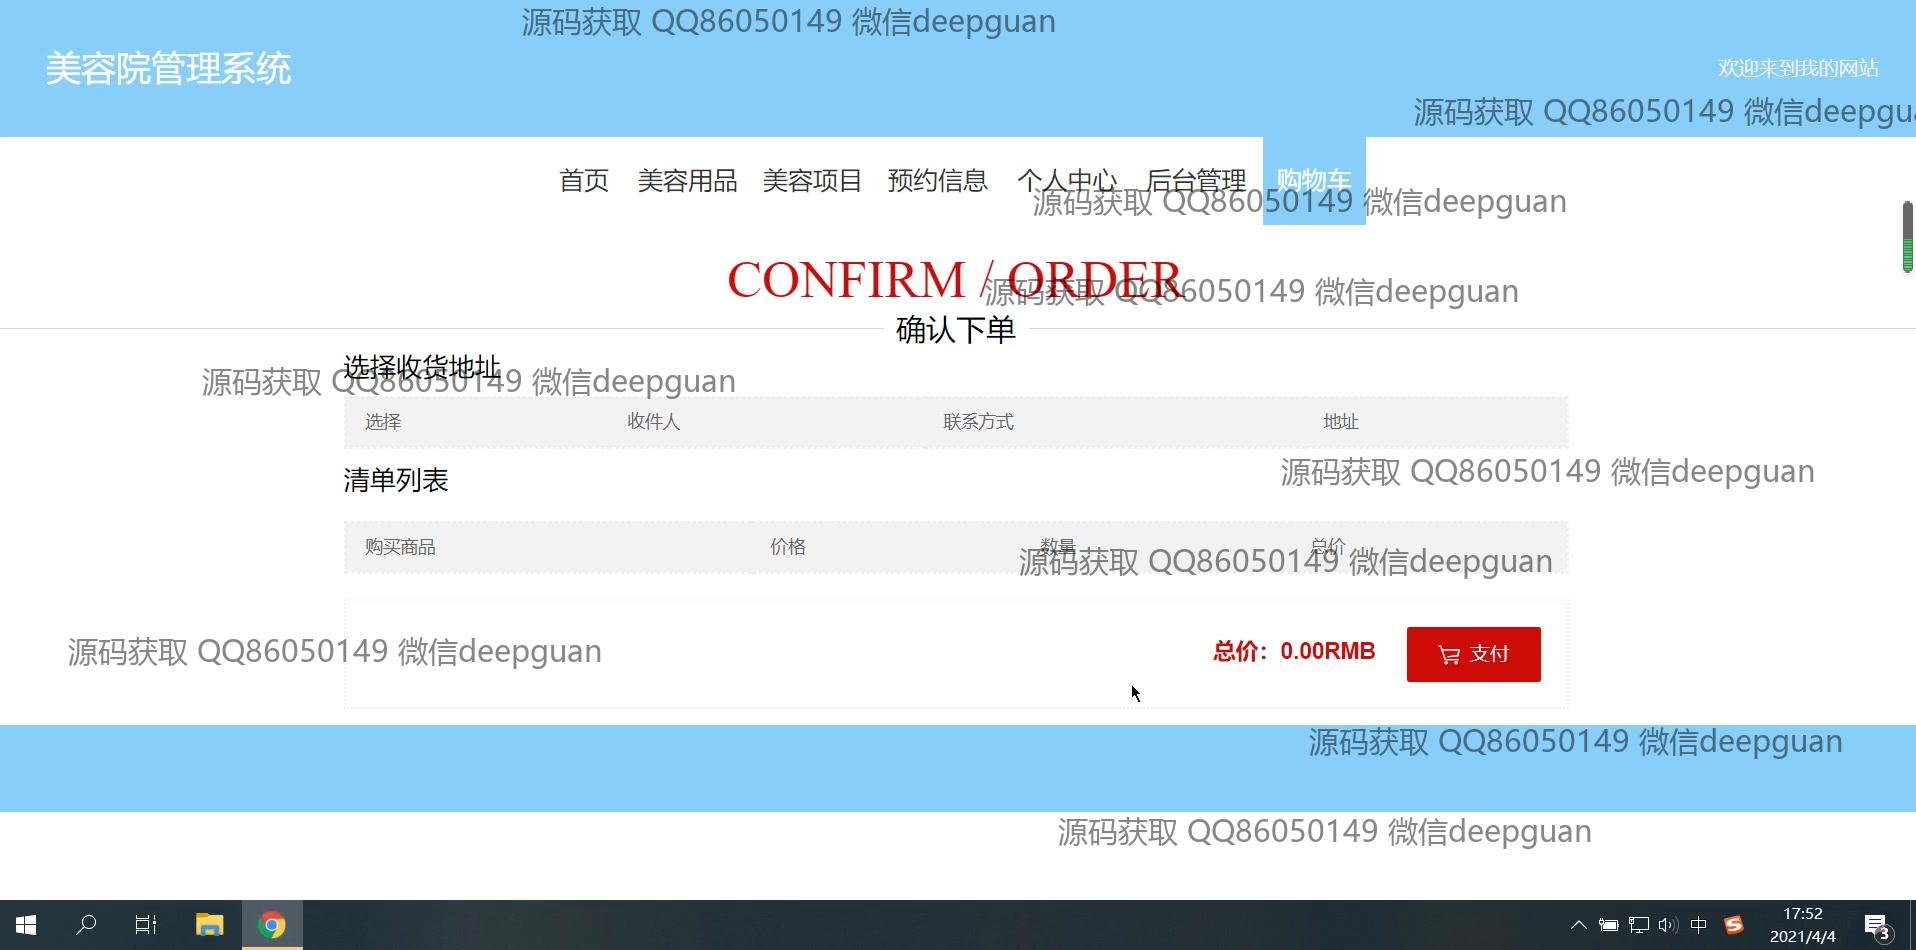 源码获取 QQ86050149 微信deepguan
美容院管理系统
欢迎来到我的网站
源码获取 QQ86050149 微信deepgua
首页 美容用品 美容项目 预约信息 个人中心 后台管理 购物车
源码获取 QQ86050149 微信deepguan
CONFIRM / ORDER
源码获取 QQ86050149 微信deepguan
确认下单
选择收货地址
源码获取 QQ86050149 微信deepguan
选择 收件人 联系方式 地址
清单列表
源码获取 QQ86050149 微信deepguan
购买商品 价格 数量 总价
源码获取 QQ86050149 微信deepguan
源码获取 QQ86050149 微信deepguan
总价：0.00RMB 支付
源码获取 QQ86050149 微信deepguan
源码获取 QQ86050149 微信deepguan
中 S 17:52
2021/4/4
3